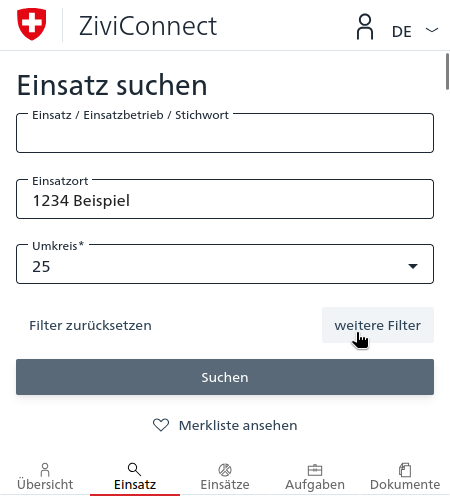 ZiviConnect
DE
Einsatz suchen
Einsatz / Einsatzbetrieb / Stichwort
Einsatzort
1234 Beispiel
Umkreis*
25
Filter zurücksetzen
weitere Filter
Suchen
Merkliste ansehen
Übersicht
Einsatz
Einsätze
Aufgaben
Dokumente